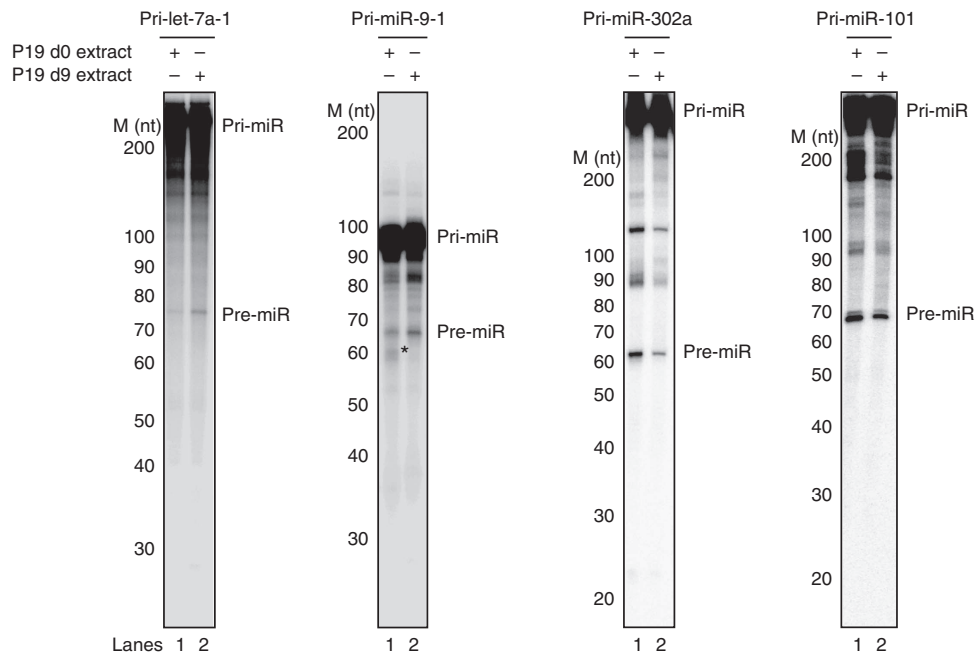 Pri-let-7a-1 Pri-miR-9-1 Pri-miR-302a Pri-miR-101
P19 d0 extract + – + – + – + –
P19 d9 extract – + – + – + – +
M (nt) Pri-miR
200
100
90
80
Pre-miR
70
60
50
40
30
M (nt)
200
100
Pri-miR
90
80
70
Pre-miR
60 *
50
40
30
Pri-miR
M (nt)
200
100
90
80
70
Pre-miR
60
50
40
30
20
Pri-miR
M (nt)
200
100
90
80
70
Pre-miR
60
50
40
30
20
Lanes 1 2 1 2 1 2 1 2